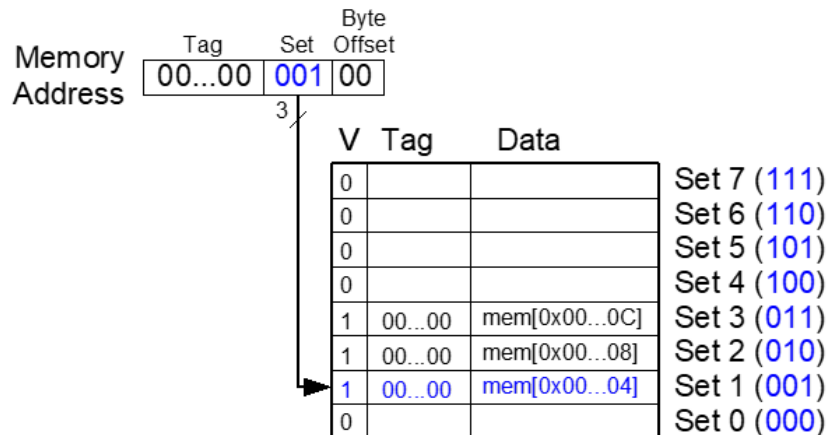 Byte
Tag Set Offset
Memory Address
00...00 001 00
3
V Tag Data
0 Set 7 (111)
0 Set 6 (110)
0 Set 5 (101)
0 Set 4 (100)
1 00...00 mem[0x00...0C] Set 3 (011)
1 00...00 mem[0x00...08] Set 2 (010)
1 00...00 mem[0x00...04] Set 1 (001)
0 Set 0 (000)